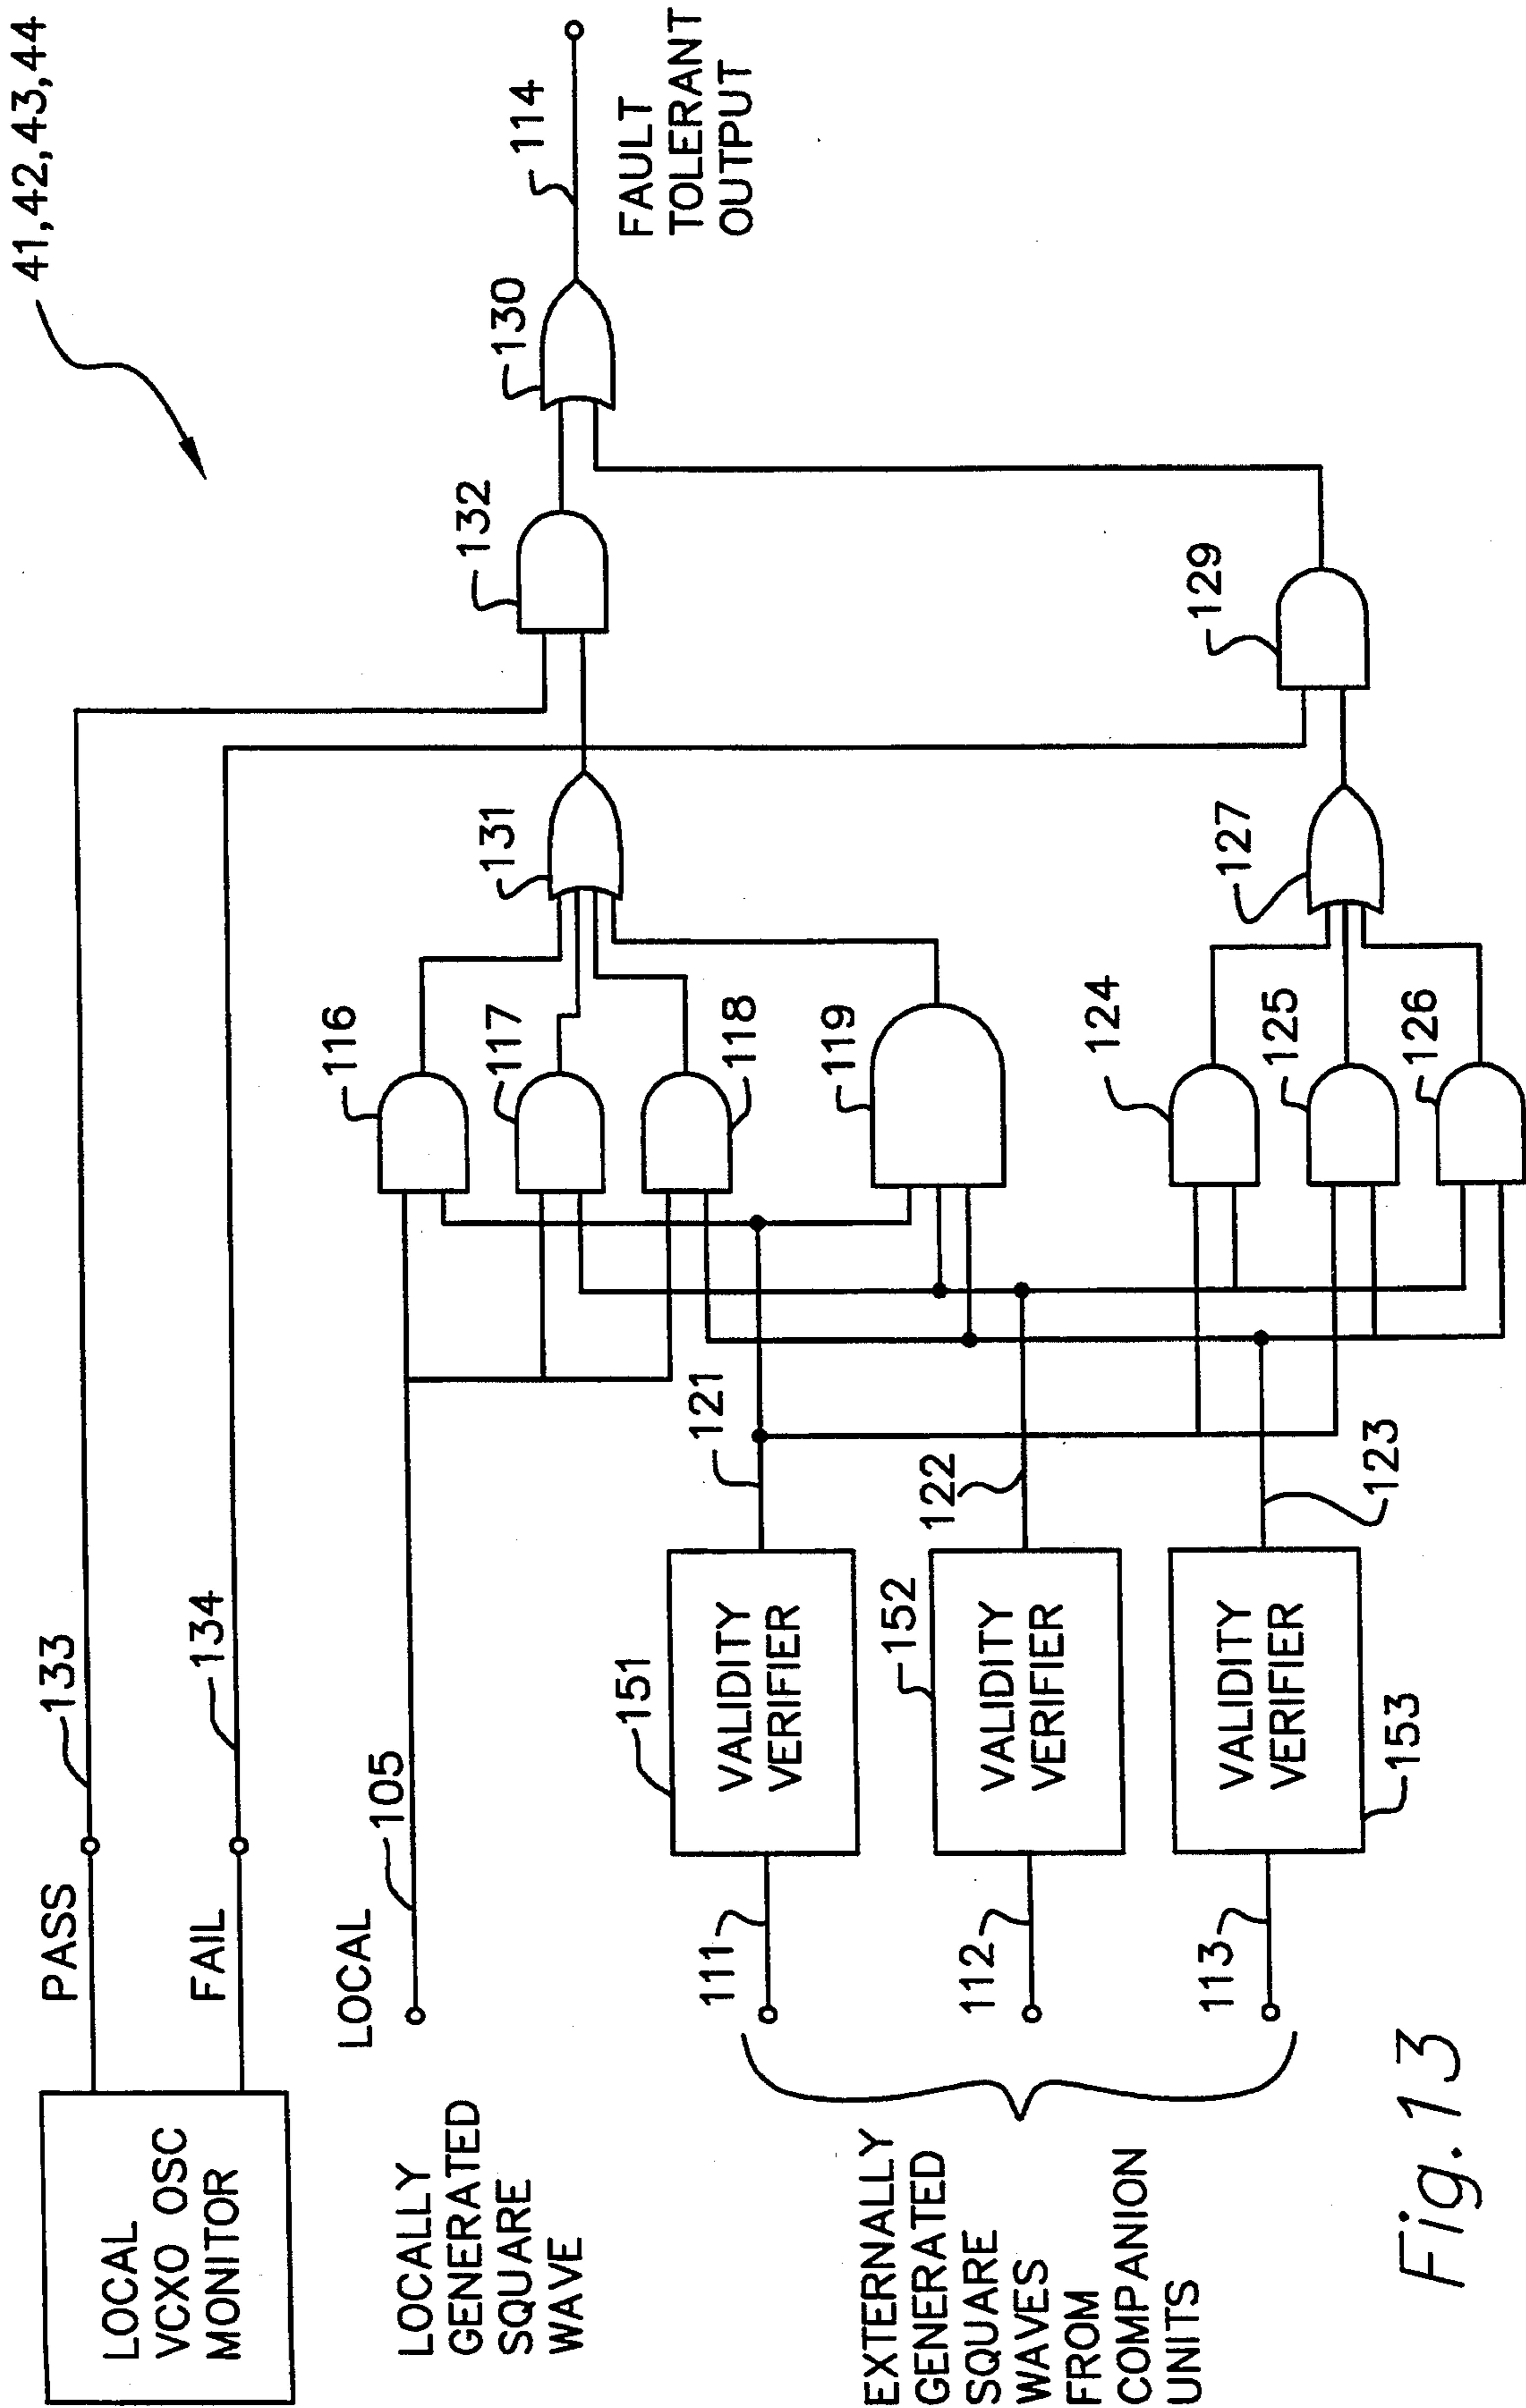 41,42,43,44
LOCAL
VCXO OSC
MONITOR
PASS
133
FAIL
134
LOCALLY
GENERATED
SQUARE
WAVE
LOCAL
105
EXTERNALLY
GENERATED
SQUARE
WAVES
FROM
COMPANION
UNITS
111
112
113
151
VALIDITY
VERIFIER
152
VALIDITY
VERIFIER
153
VALIDITY
VERIFIER
121
122
123
116
117
118
119
124
125
126
131
127
132
129
130
114
FAULT
TOLERANT
OUTPUT
Fig. 13